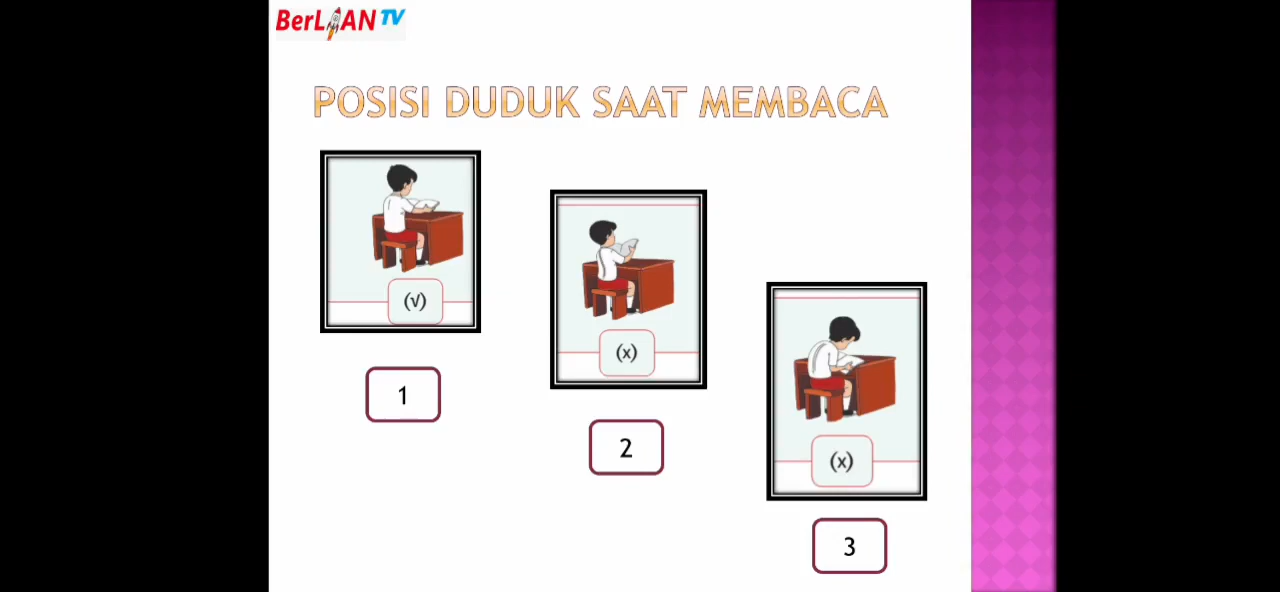 BerLIAN TV
POSISI DUDUK SAAT MEMBACA
(√)
1
(x)
2
(x)
3